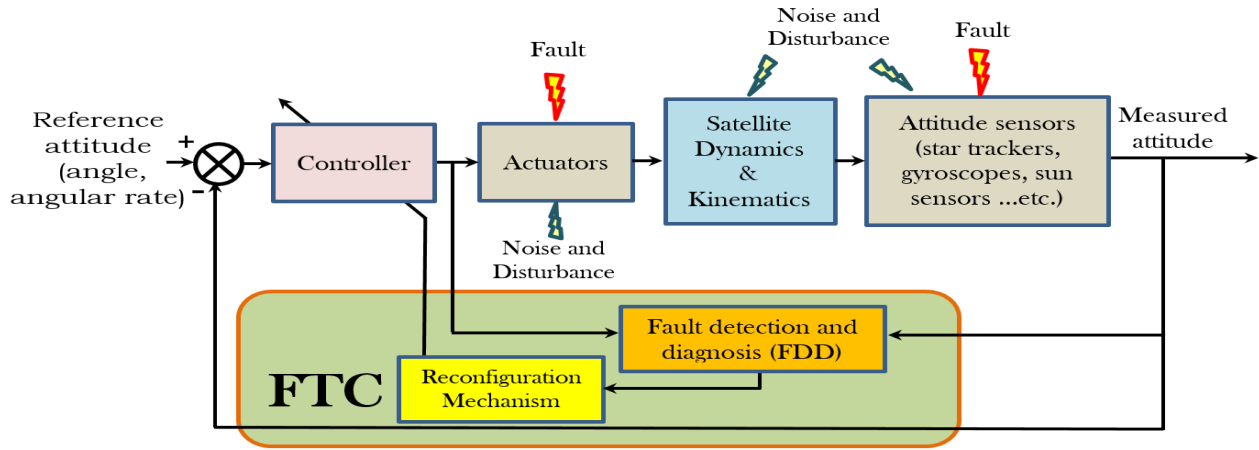 Noise and
Disturbance
Fault
Fault
Reference
attitude
(angle,
angular rate)
+
−
Controller
Actuators
Satellite
Dynamics
&
Kinematics
Attitude sensors
(star trackers,
gyroscopes, sun
sensors ...etc.)
Measured
attitude
Noise and
Disturbance
Fault detection and
diagnosis (FDD)
FTC
Reconfiguration
Mechanism